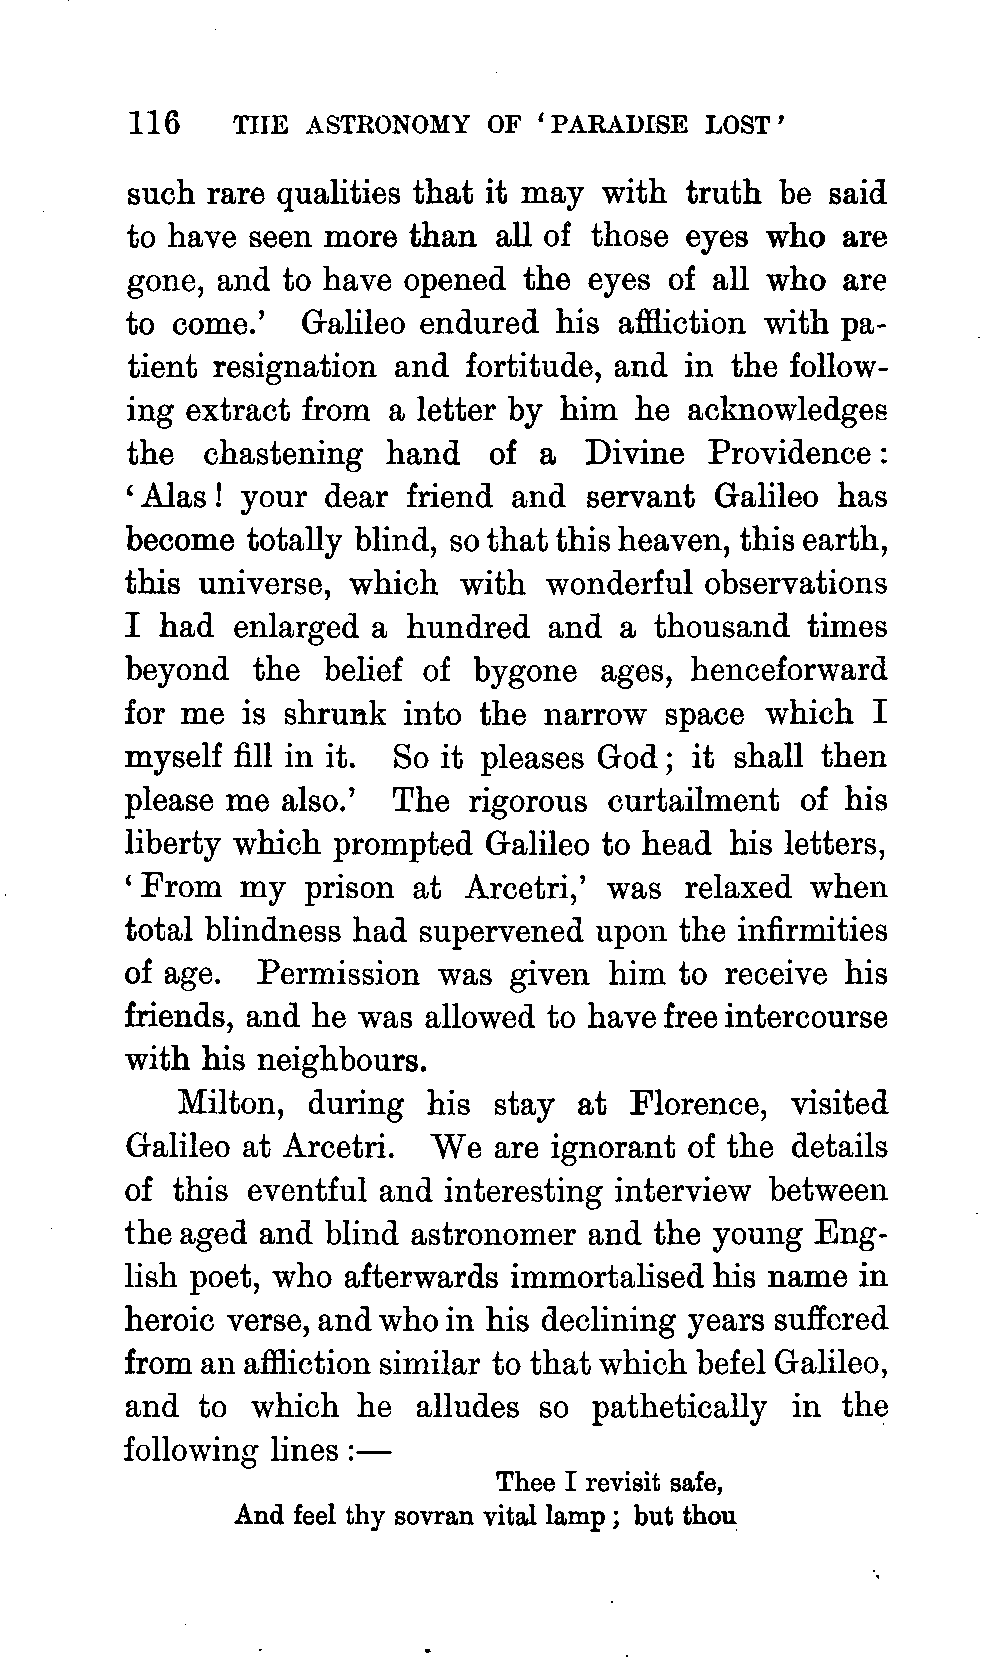 116 THE ASTRONOMY OF ‘PARADISE LOST’
such rare qualities that it may with truth be said
to have seen more than all of those eyes who are
gone, and to have opened the eyes of all who are
to come.’ Galileo endured his affliction with pa-
tient resignation and fortitude, and in the follow-
ing extract from a letter by him he acknowledges
the chastening hand of a Divine Providence :
‘Alas ! your dear friend and servant Galileo has
become totally blind, so that this heaven, this earth,
this universe, which with wonderful observations
I had enlarged a hundred and a thousand times
beyond the belief of bygone ages, henceforward
for me is shrunk into the narrow space which I
myself fill in it. So it pleases God ; it shall then
please me also.’ The rigorous curtailment of his
liberty which prompted Galileo to head his letters,
‘From my prison at Arcetri,’ was relaxed when
total blindness had supervened upon the infirmities
of age. Permission was given him to receive his
friends, and he was allowed to have free intercourse
with his neighbours.
Milton, during his stay at Florence, visited
Galileo at Arcetri. We are ignorant of the details
of this eventful and interesting interview between
the aged and blind astronomer and the young Eng-
lish poet, who afterwards immortalised his name in
heroic verse, and who in his declining years suffered
from an affliction similar to that which befel Galileo,
and to which he alludes so pathetically in the
following lines :—
Thee I revisit safe,
And feel thy sovran vital lamp ; but thou